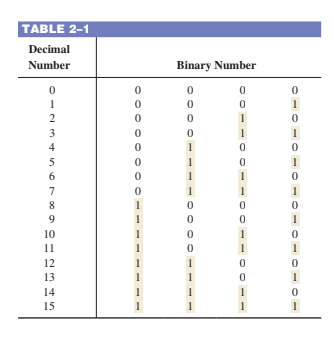 TABLE 2–1
Decimal
Number Binary Number
0 0 0 0 0
1 0 0 0 1
2 0 0 1 0
3 0 0 1 1
4 0 1 0 0
5 0 1 0 1
6 0 1 1 0
7 0 1 1 1
8 1 0 0 0
9 1 0 0 1
10 1 0 1 0
11 1 0 1 1
12 1 1 0 0
13 1 1 0 1
14 1 1 1 0
15 1 1 1 1